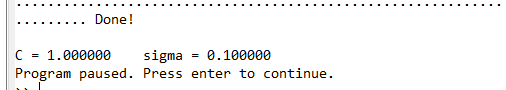 ......................................................................
......... Done!
C = 1.000000    sigma = 0.100000
Program paused. Press enter to continue.
>>